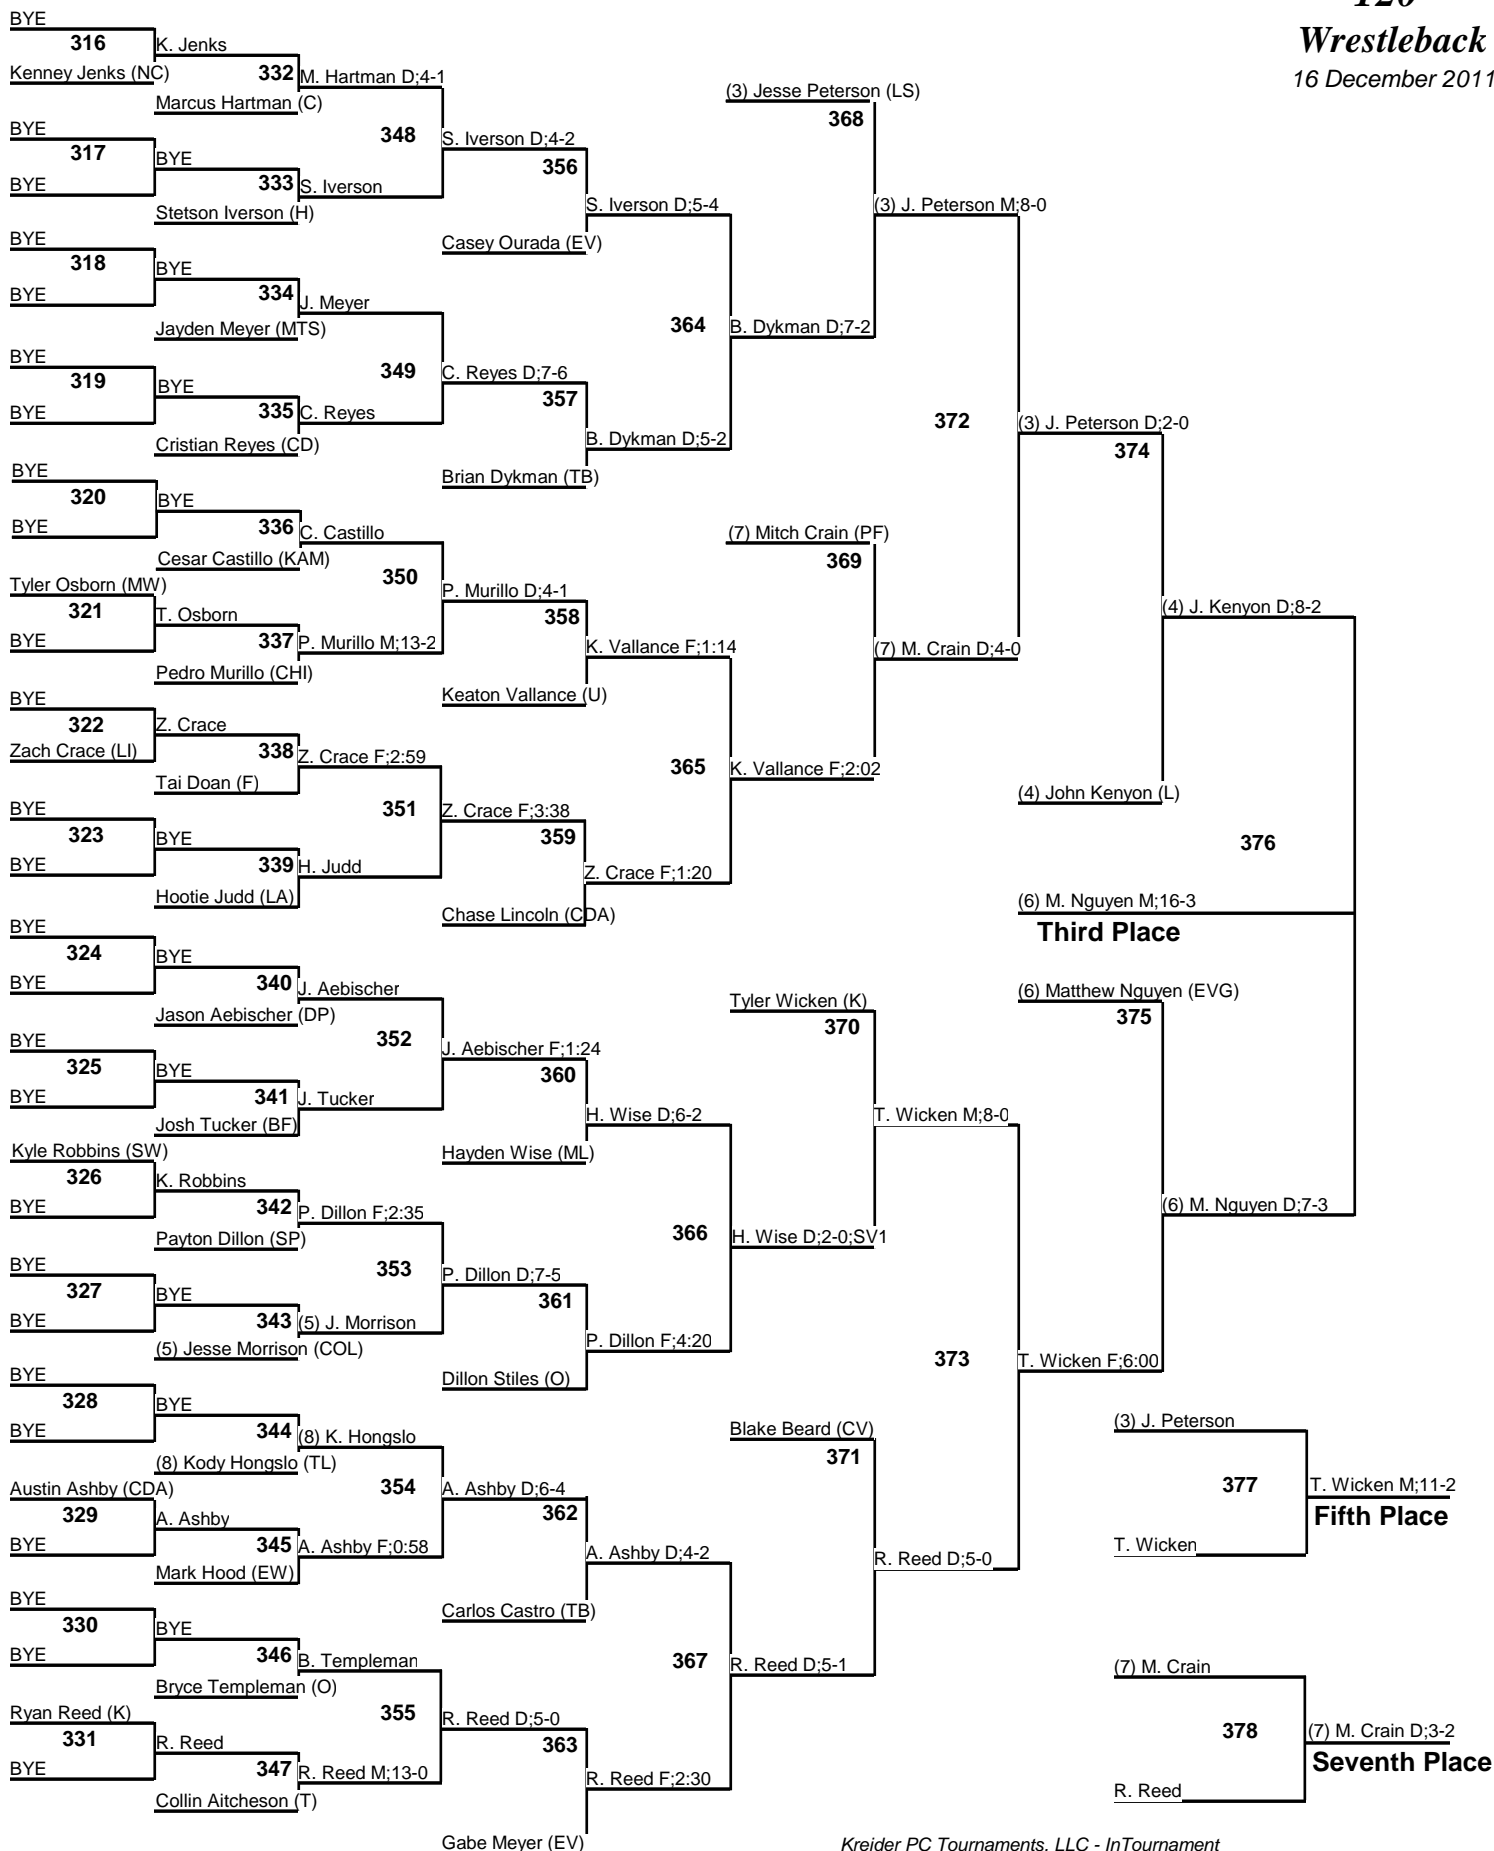 120
Wrestleback
16 December 2011
BYE
316
K. Jenks
Kenney Jenks (NC)
332
M. Hartman D;4-1
Marcus Hartman (C)
348
BYE
317
BYE
BYE
333
S. Iverson
Stetson Iverson (H)
S. Iverson D;4-2
356
S. Iverson D;5-4
Casey Ourada (EV)
BYE
318
BYE
BYE
334
J. Meyer
Jayden Meyer (MTS)
349
BYE
319
BYE
BYE
335
C. Reyes
Cristian Reyes (CD)
C. Reyes D;7-6
357
B. Dykman D;5-2
Brian Dykman (TB)
364
B. Dykman D;7-2
(3) Jesse Peterson (LS)
368
(3) J. Peterson M;8-0
BYE
320
BYE
BYE
336
C. Castillo
Cesar Castillo (KAM)
350
Tyler Osborn (MW)
321
T. Osborn
BYE
337
P. Murillo M;13-2
Pedro Murillo (CHI)
P. Murillo D;4-1
358
K. Vallance F;1:14
Keaton Vallance (U)
BYE
322
Z. Crace
Zach Crace (LI)
338
Z. Crace F;2:59
Tai Doan (F)
351
BYE
323
BYE
BYE
339
H. Judd
Hootie Judd (LA)
Z. Crace F;3:38
359
Z. Crace F;1:20
Chase Lincoln (CDA)
365
K. Vallance F;2:02
(7) Mitch Crain (PF)
369
(7) M. Crain D;4-0
372
(3) J. Peterson D;2-0
374
(4) J. Kenyon D;8-2
(4) John Kenyon (L)
376
(6) M. Nguyen M;16-3
Third Place
BYE
324
BYE
BYE
340
J. Aebischer
Jason Aebischer (DP)
352
BYE
325
BYE
BYE
341
J. Tucker
Josh Tucker (BF)
J. Aebischer F;1:24
360
H. Wise D;6-2
Hayden Wise (ML)
Kyle Robbins (SW)
326
K. Robbins
BYE
342
P. Dillon F;2:35
Payton Dillon (SP)
353
BYE
327
BYE
BYE
343
(5) J. Morrison
(5) Jesse Morrison (COL)
P. Dillon D;7-5
361
P. Dillon F;4:20
Dillon Stiles (O)
366
H. Wise D;2-0;SV1
Tyler Wicken (K)
370
T. Wicken M;8-0
(6) Matthew Nguyen (EVG)
375
(6) M. Nguyen D;7-3
BYE
328
BYE
BYE
344
(8) K. Hongslo
(8) Kody Hongslo (TL)
354
Austin Ashby (CDA)
329
A. Ashby
BYE
345
A. Ashby F;0:58
Mark Hood (EW)
A. Ashby D;6-4
362
A. Ashby D;4-2
Carlos Castro (TB)
BYE
330
BYE
BYE
346
B. Templeman
Bryce Templeman (O)
355
Ryan Reed (K)
331
R. Reed
BYE
347
R. Reed M;13-0
Collin Aitcheson (T)
R. Reed D;5-0
363
R. Reed F;2:30
Gabe Meyer (EV)
367
R. Reed D;5-1
Blake Beard (CV)
371
R. Reed D;5-0
373
T. Wicken F;6:00
(3) J. Peterson
377
T. Wicken M;11-2
Fifth Place
T. Wicken
(7) M. Crain
378
(7) M. Crain D;3-2
Seventh Place
R. Reed
Kreider PC Tournaments, LLC - InTournament